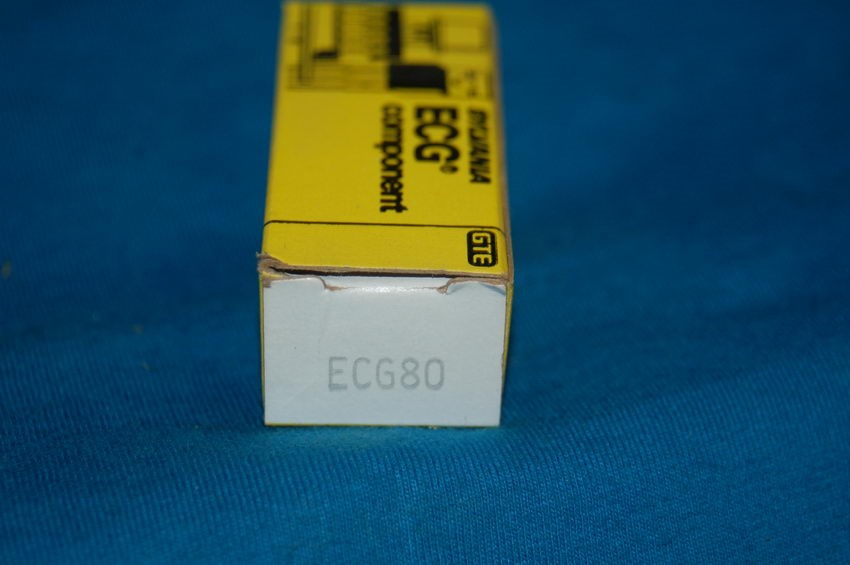 SYLVANIA
ECG®
component
GTE
ECG80